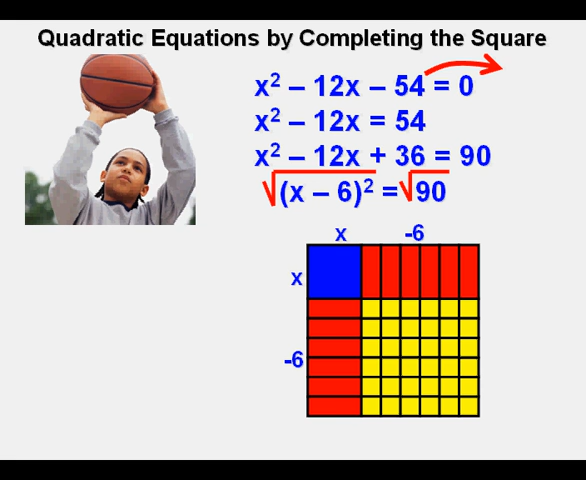 Quadratic Equations by Completing the Square
x² – 12x – 54 = 0
x² – 12x = 54
x² – 12x + 36 = 90
√(x – 6)² = √90
x -6
x
-6